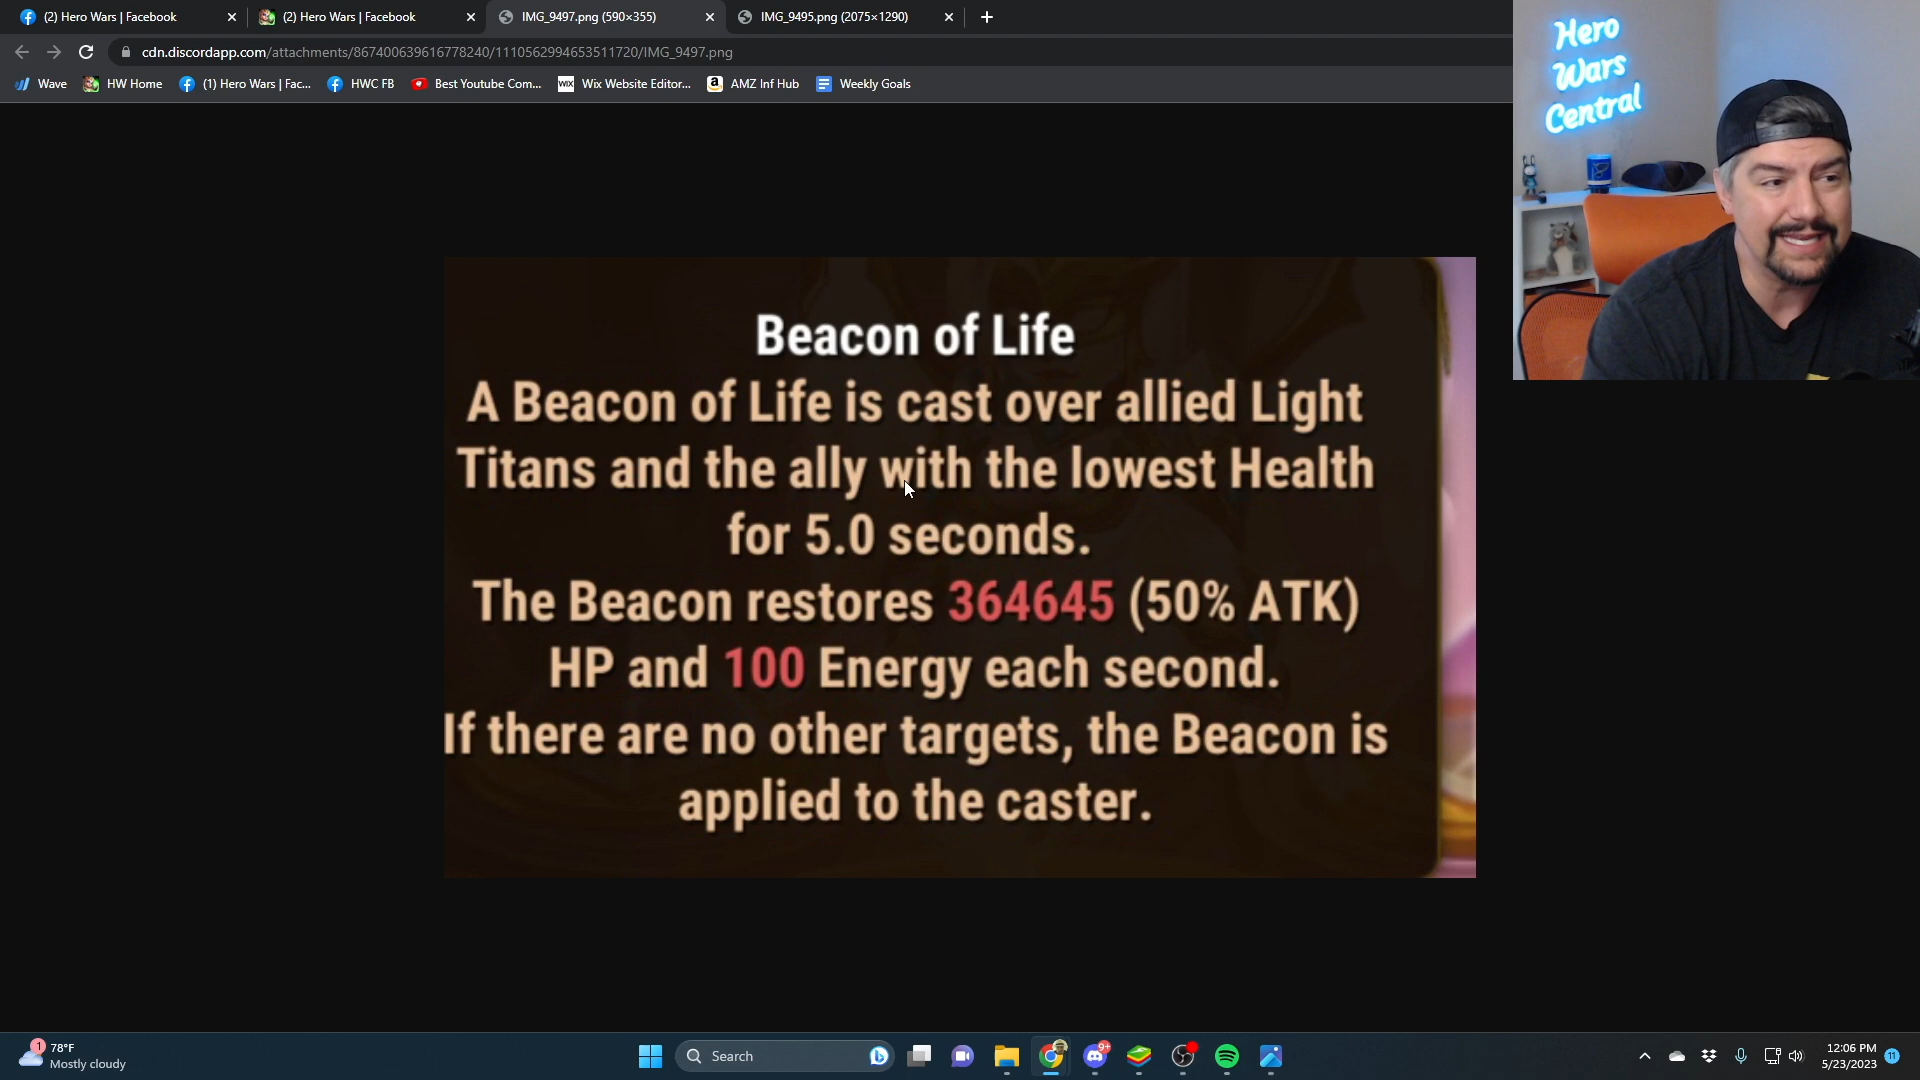 (2) Hero Wars | Facebook
(2) Hero Wars | Facebook
IMG_9497.png (590×355)
IMG_9495.png (2075×1290)
cdn.discordapp.com/attachments/867400639616778240/1110562994653511720/IMG_9497.png
Wave
HW Home
(1) Hero Wars | Fac...
HWC FB
Best Youtube Com...
WIX
Wix Website Editor...
a
AMZ Inf Hub
Weekly Goals
Hero
Wars
Central
Beacon of Life
A Beacon of Life is cast over allied Light
Titans and the ally with the lowest Health
for 5.0 seconds.
The Beacon restores 364645 (50% ATK)
HP and 100 Energy each second.
If there are no other targets, the Beacon is
applied to the caster.
1
78°F
Mostly cloudy
Search
9+
12:06 PM
5/23/2023
11